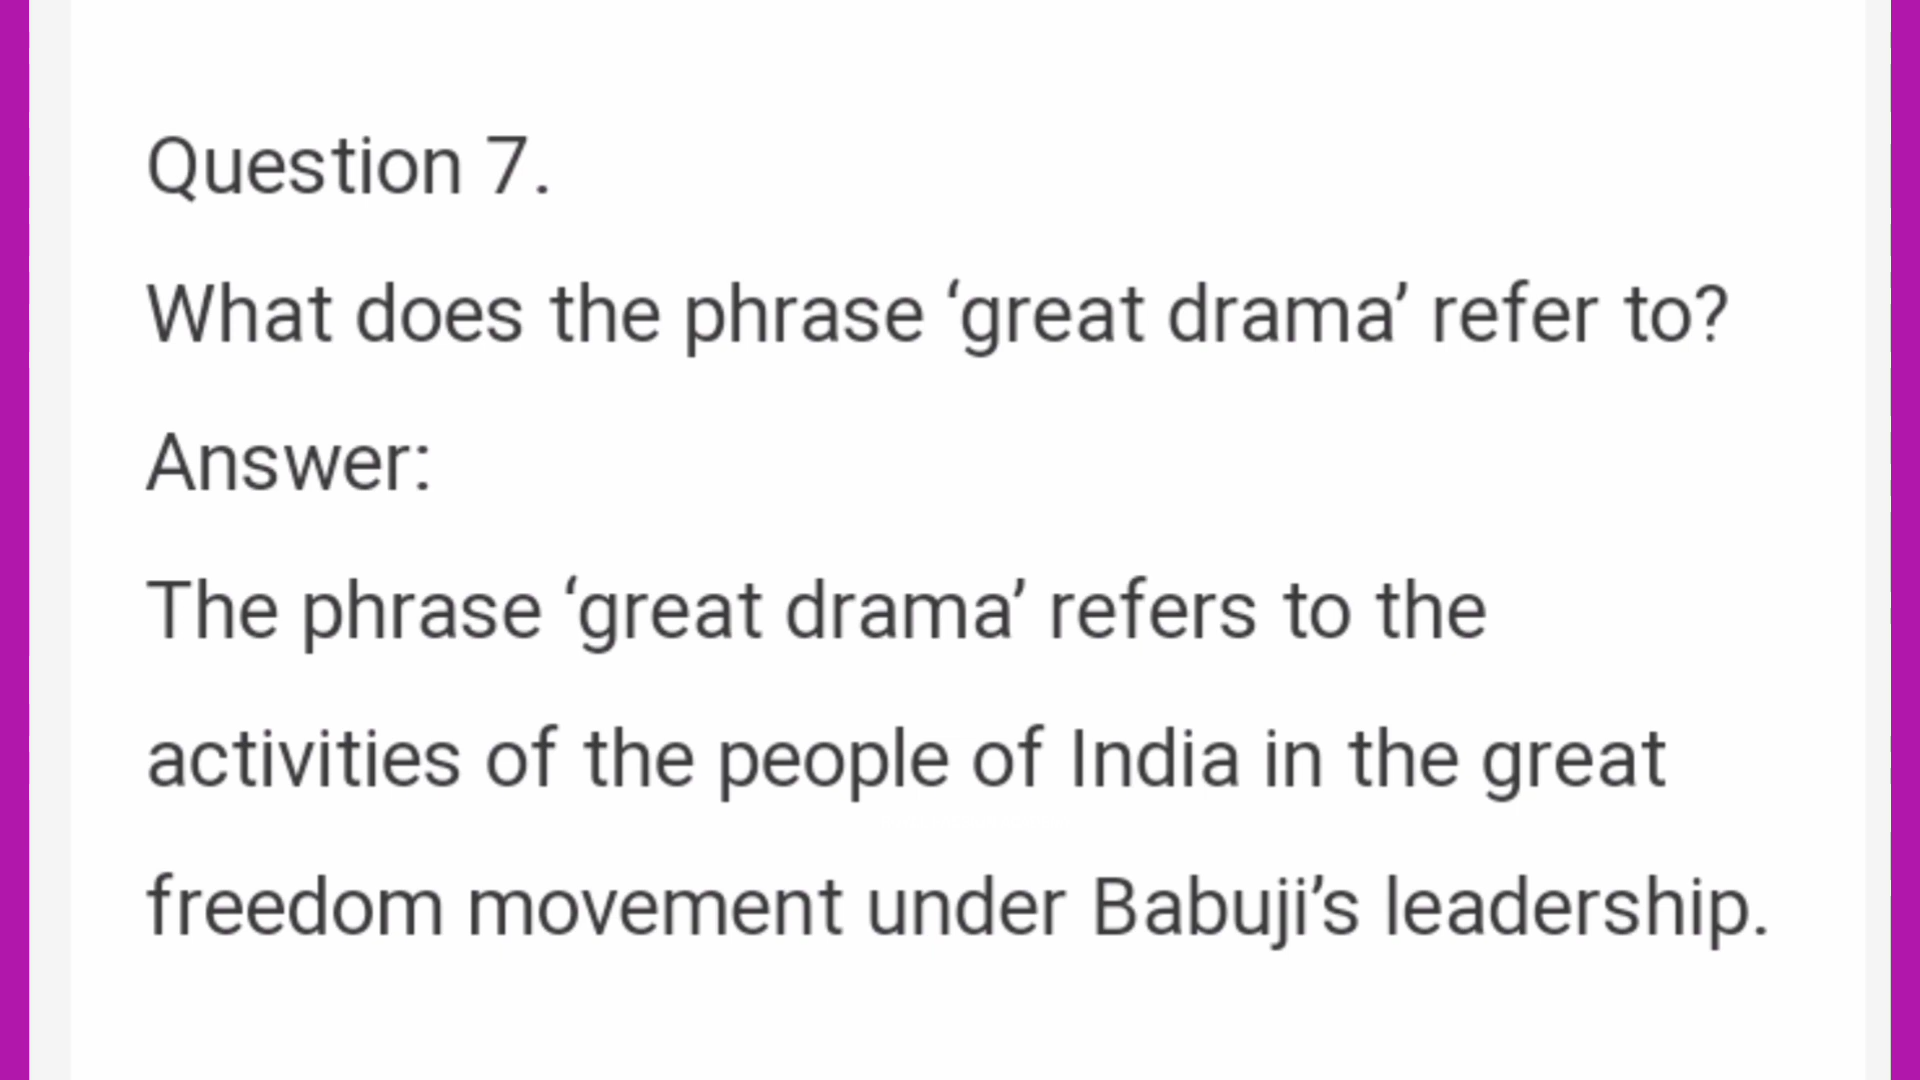 Question 7.
What does the phrase ‘great drama’ refer to?
Answer:
The phrase ‘great drama’ refers to the
activities of the people of India in the great
freedom movement under Babuji’s leadership.